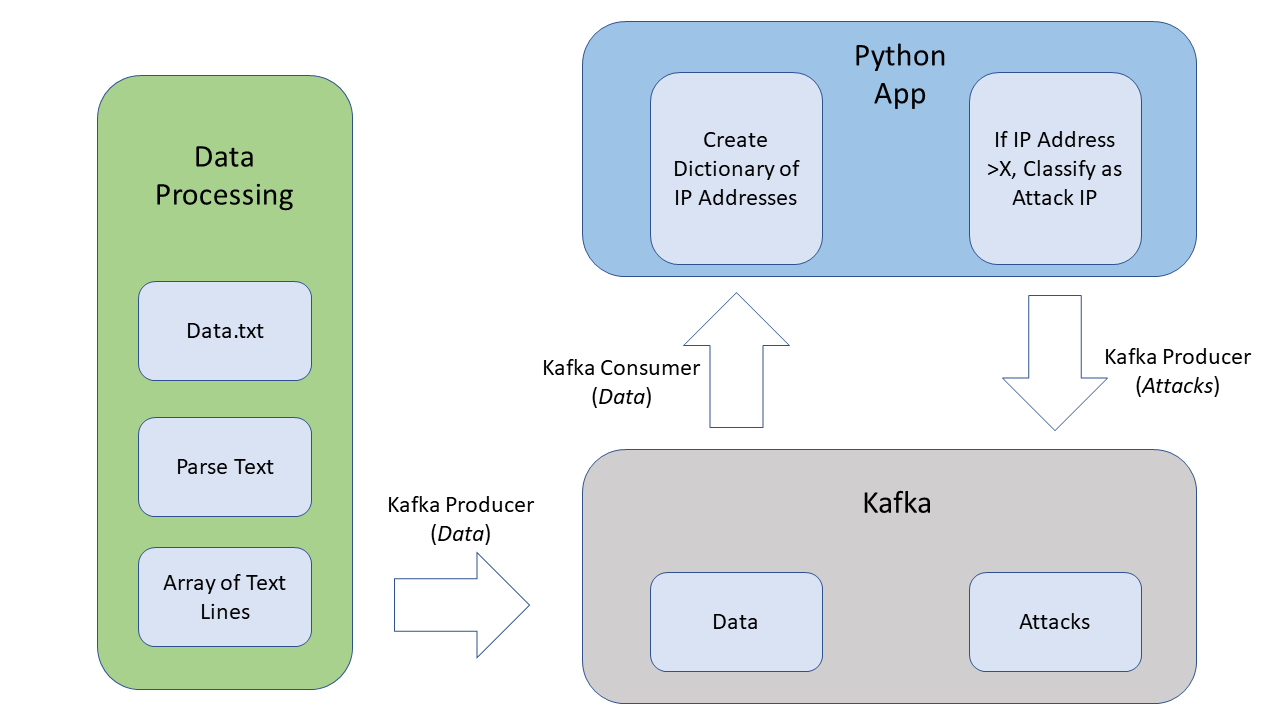 Data
Processing
Data.txt
Parse Text
Array of Text
Lines
Kafka Producer
(Data)
Python
App
Create
Dictionary of
IP Addresses
If IP Address
>X, Classify as
Attack IP
Kafka Consumer
(Data)
Kafka Producer
(Attacks)
Kafka
Data
Attacks